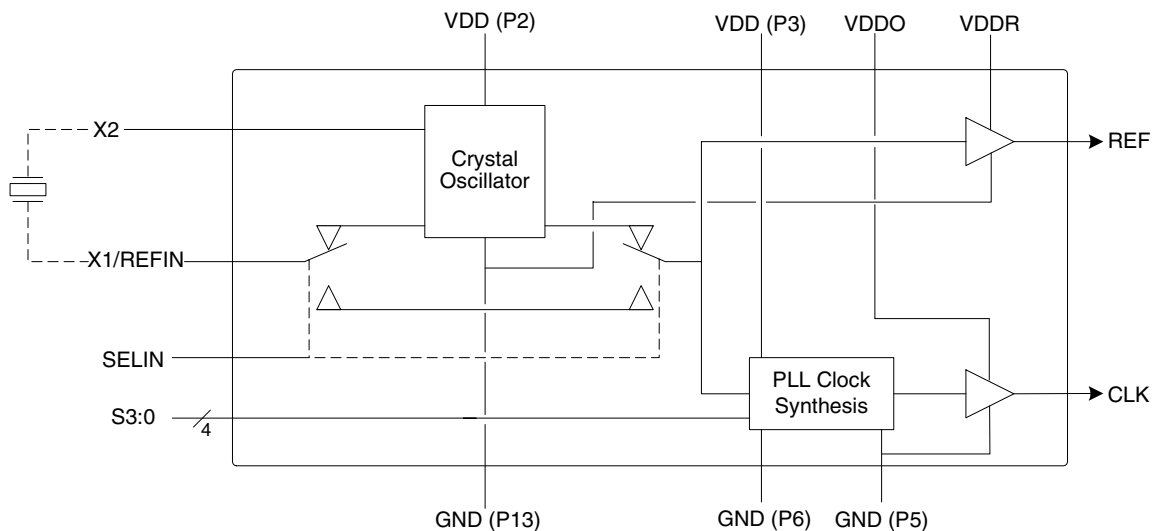 VDD (P2)
VDD (P3)
VDDO
VDDR
X2
Crystal
Oscillator
REF
X1/REFIN
SELIN
PLL Clock
Synthesis
CLK
S3:0
4
GND (P13)
GND (P6)
GND (P5)